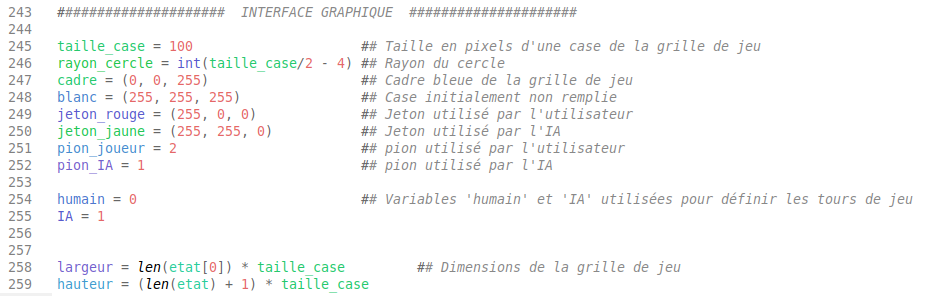 243 #################### INTERFACE GRAPHIQUE ####################
244
245 taille_case = 100 ## Taille en pixels d'une case de la grille de jeu
246 rayon_cercle = int(taille_case/2 - 4) ## Rayon du cercle
247 cadre = (0, 0, 255) ## Cadre bleue de la grille de jeu
248 blanc = (255, 255, 255) ## Case initialement non remplie
249 jeton_rouge = (255, 0, 0) ## Jeton utilisé par l'utilisateur
250 jeton_jaune = (255, 255, 0) ## Jeton utilisé par l'IA
251 pion_joueur = 2 ## pion utilisé par l'utilisateur
252 pion_IA = 1 ## pion utilisé par l'IA
253
254 humain = 0 ## Variables 'humain' et 'IA' utilisées pour définir les tours de jeu
255 IA = 1
256
257
258 largeur = len(etat[0]) * taille_case ## Dimensions de la grille de jeu
259 hauteur = (len(etat) + 1) * taille_case